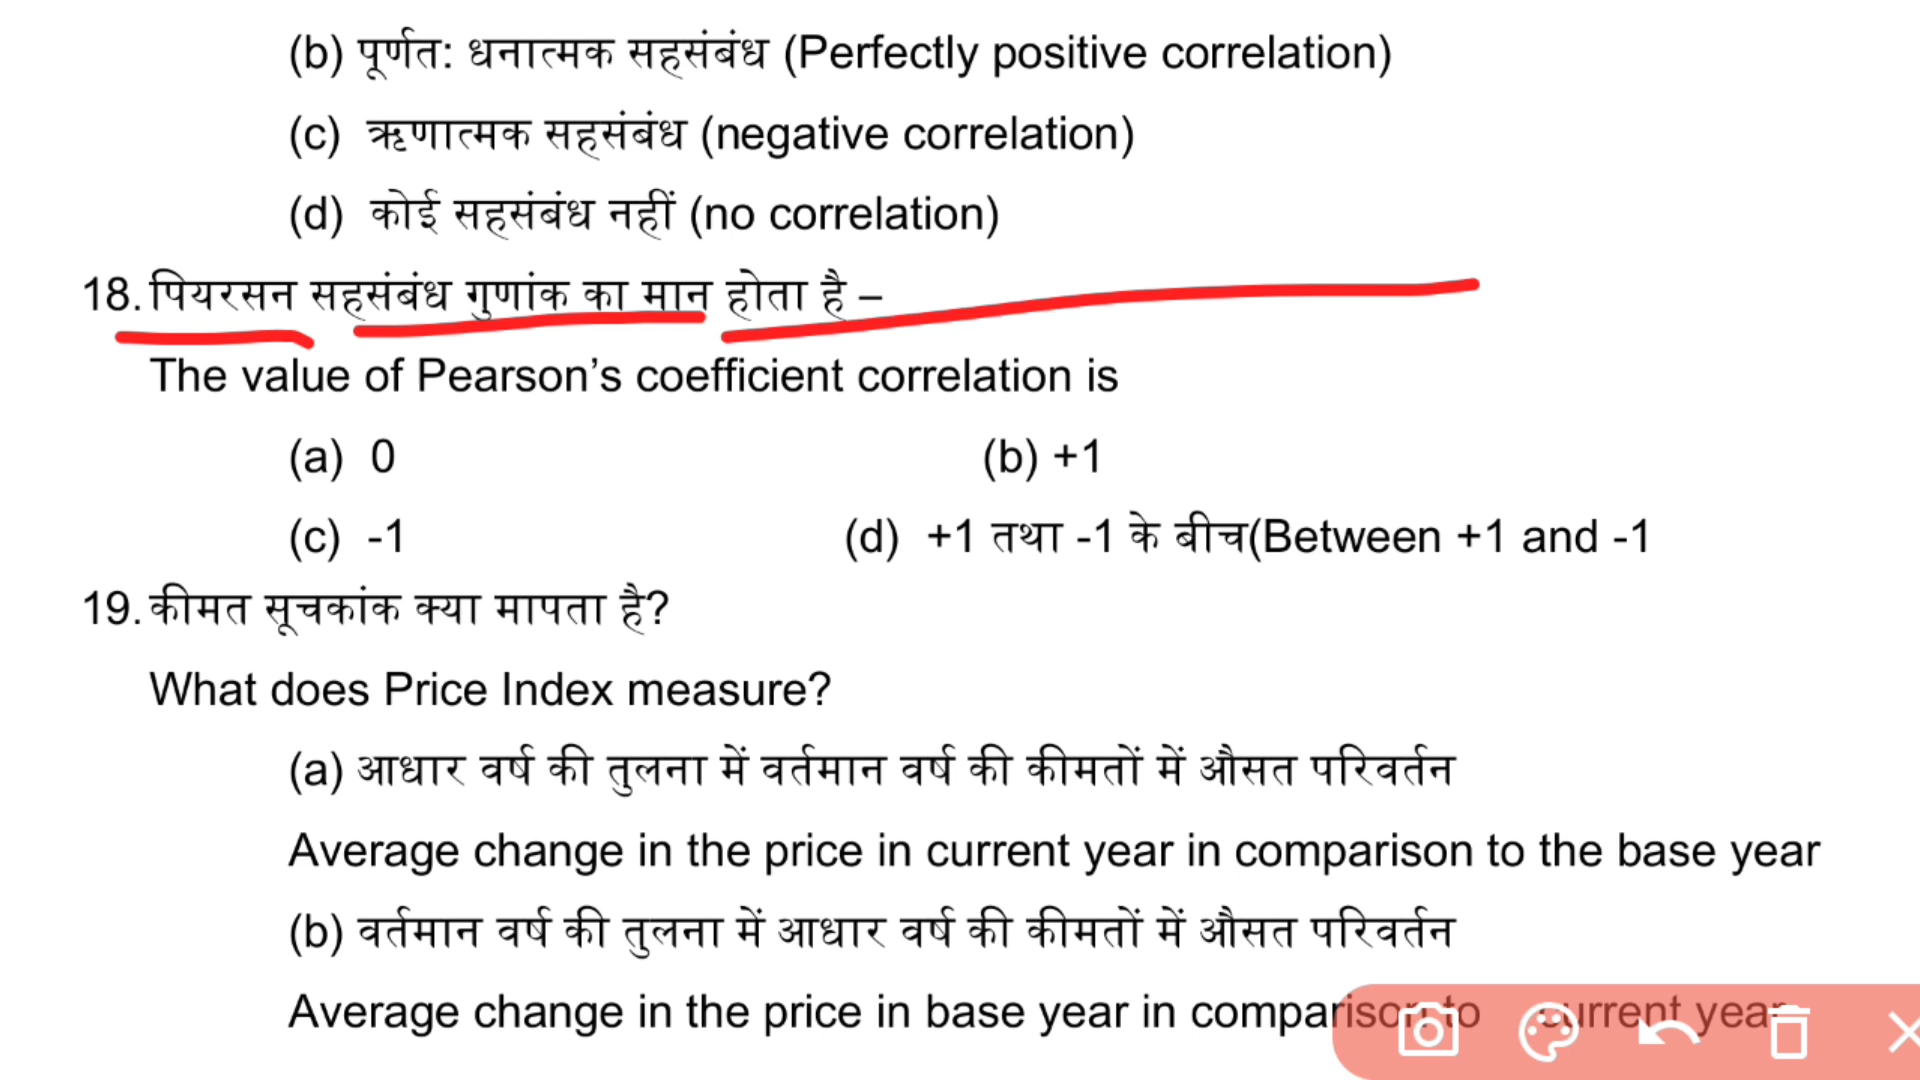 (b) पूर्णत: धनात्मक सहसंबंध (Perfectly positive correlation)
(c) ऋणात्मक सहसंबंध (negative correlation)
(d) कोई सहसंबंध नहीं (no correlation)
18. पियरसन सहसंबंध गुणांक का मान होता है –
The value of Pearson’s coefficient correlation is
(a) 0 (b) +1
(c) -1 (d) +1 तथा -1 के बीच(Between +1 and -1
19. कीमत सूचकांक क्या मापता है?
What does Price Index measure?
(a) आधार वर्ष की तुलना में वर्तमान वर्ष की कीमतों में औसत परिवर्तन
Average change in the price in current year in comparison to the base year
(b) वर्तमान वर्ष की तुलना में आधार वर्ष की कीमतों में औसत परिवर्तन
Average change in the price in base year in comparison to current year